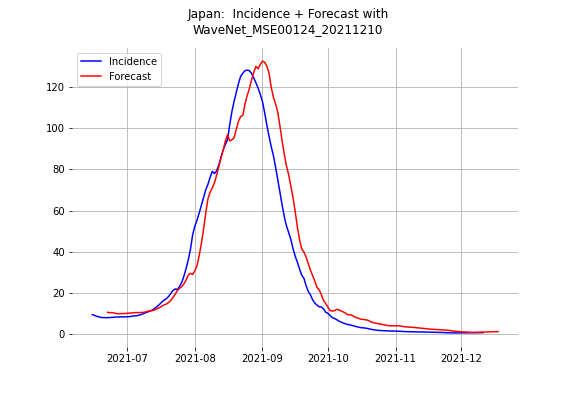 Japan:  Incidence + Forecast with
WaveNet_MSE00124_20211210
Incidence
Forecast
120
100
80
60
40
20
0
2021-07 2021-08 2021-09 2021-10 2021-11 2021-12